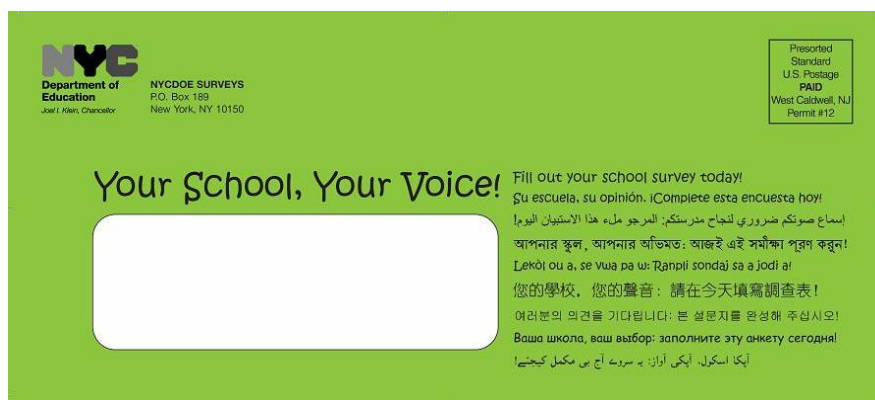 NYC
Department of
Education
Joel I. Klein, Chancellor
NYCDOE SURVEYS
P.O. Box 189
New York, NY 10150
Presorted
Standard
U.S. Postage
PAID
West Caldwell, NJ
Permit #12
Your School, Your Voice!
Fill out your school survey today!
Su escuela, su opinión. ¡Complete esta encuesta hoy!
إسماع صوتكم ضروري لنجاح مدرستكم: المرجو ملء هذا الاستبيان اليوم!
আপনার স্কুল, আপনার অভিমত: আজই এই সমীক্ষা পূরণ করুন!
Lekòl ou a, se vwa pa w: Ranpli sondaj sa a jodi a!
您的學校，您的聲音：請在今天填寫調查表！
여러분의 의견을 기다립니다: 본 설문지를 완성해 주십시오!
Ваша школа, ваш выбор: заполните эту анкету сегодня!
آپکا اسکول، آپکی آواز: یہ سروے آج ہی مکمل کیجئیے!